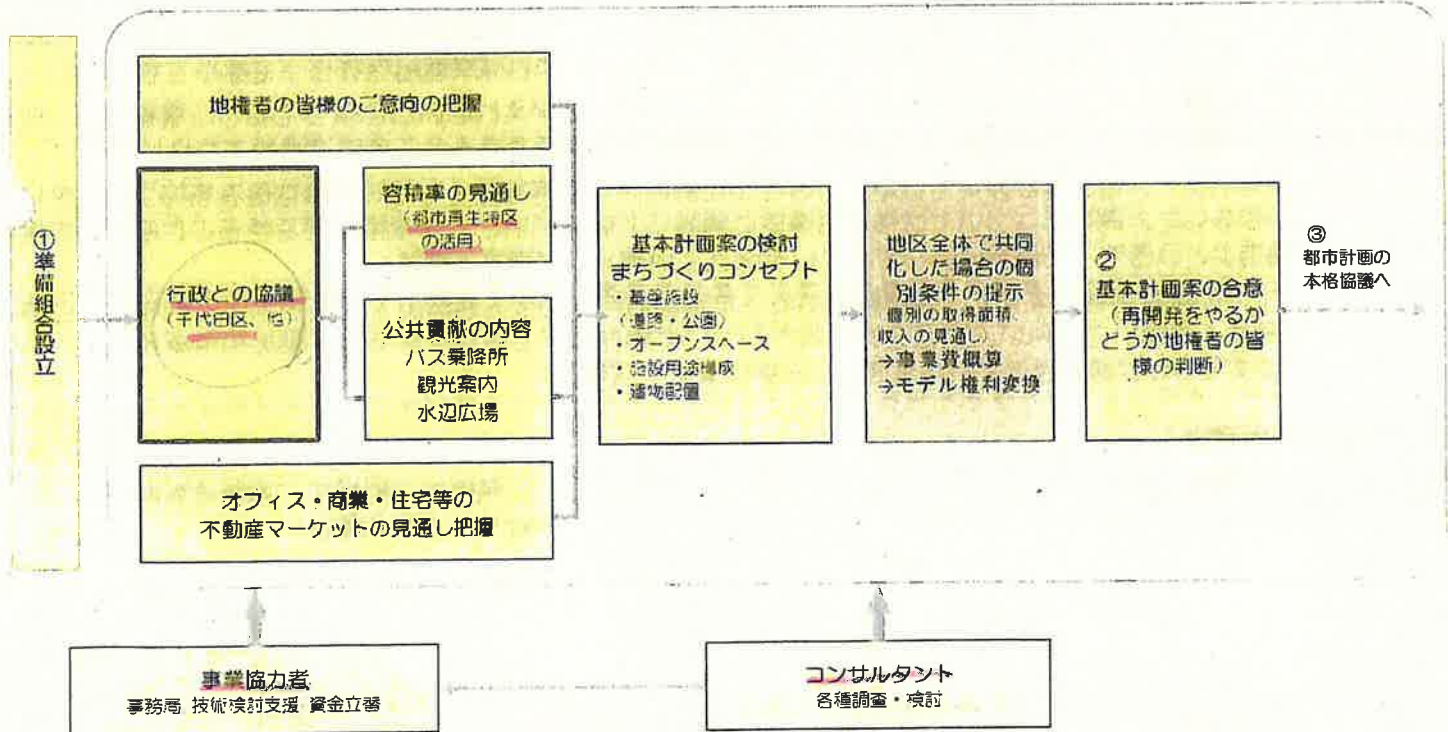 ①準備組合設立
地権者の皆様のご意向の把握
行政との協議
(千代田区、他)
容積率の見通し
(都市再生特区
の活用)
公共貢献の内容
バス乗降所
観光案内
水辺広場
オフィス・商業・住宅等の
不動産マーケットの見通し把握
基本計画案の検討
まちづくりコンセプト
・基盤施設
(道路・公園)
・オープンスペース
・施設用途構成
・建物配置
地区全体で共同
化した場合の個
別条件の提示
個別の取得面積、
収入の見通し)
→事業費概算
→モデル権利変換
②
基本計画案の合意
(再開発をやるか
どうか地権者の皆
様の判断)
③
都市計画の
本格協議へ
事業協力者
事務局 技術検討支援 資金立替
コンサルタント
各種調査・検討